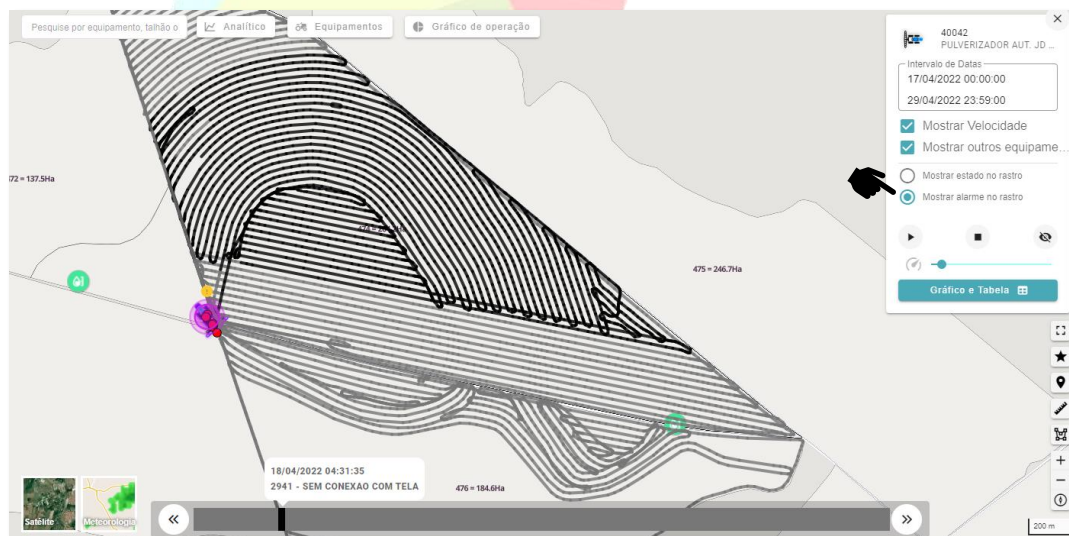 Pesquise por equipamento, talhão o
Analítico
Equipamentos
Gráfico de operação
40042
PULVERIZADOR AUT. JD ...
Intervalo de Datas
17/04/2022 00:00:00
29/04/2022 23:59:00
Mostrar Velocidade
Mostrar outros equipame...
Mostrar estado no rastro
Mostrar alarme no rastro
Gráfico e Tabela
72 = 137.5Ha
475 = 246.7Ha
476 = 184.6Ha
18/04/2022 04:31:35
2941 - SEM CONEXAO COM TELA
Satélite
Meteorologia
200 m